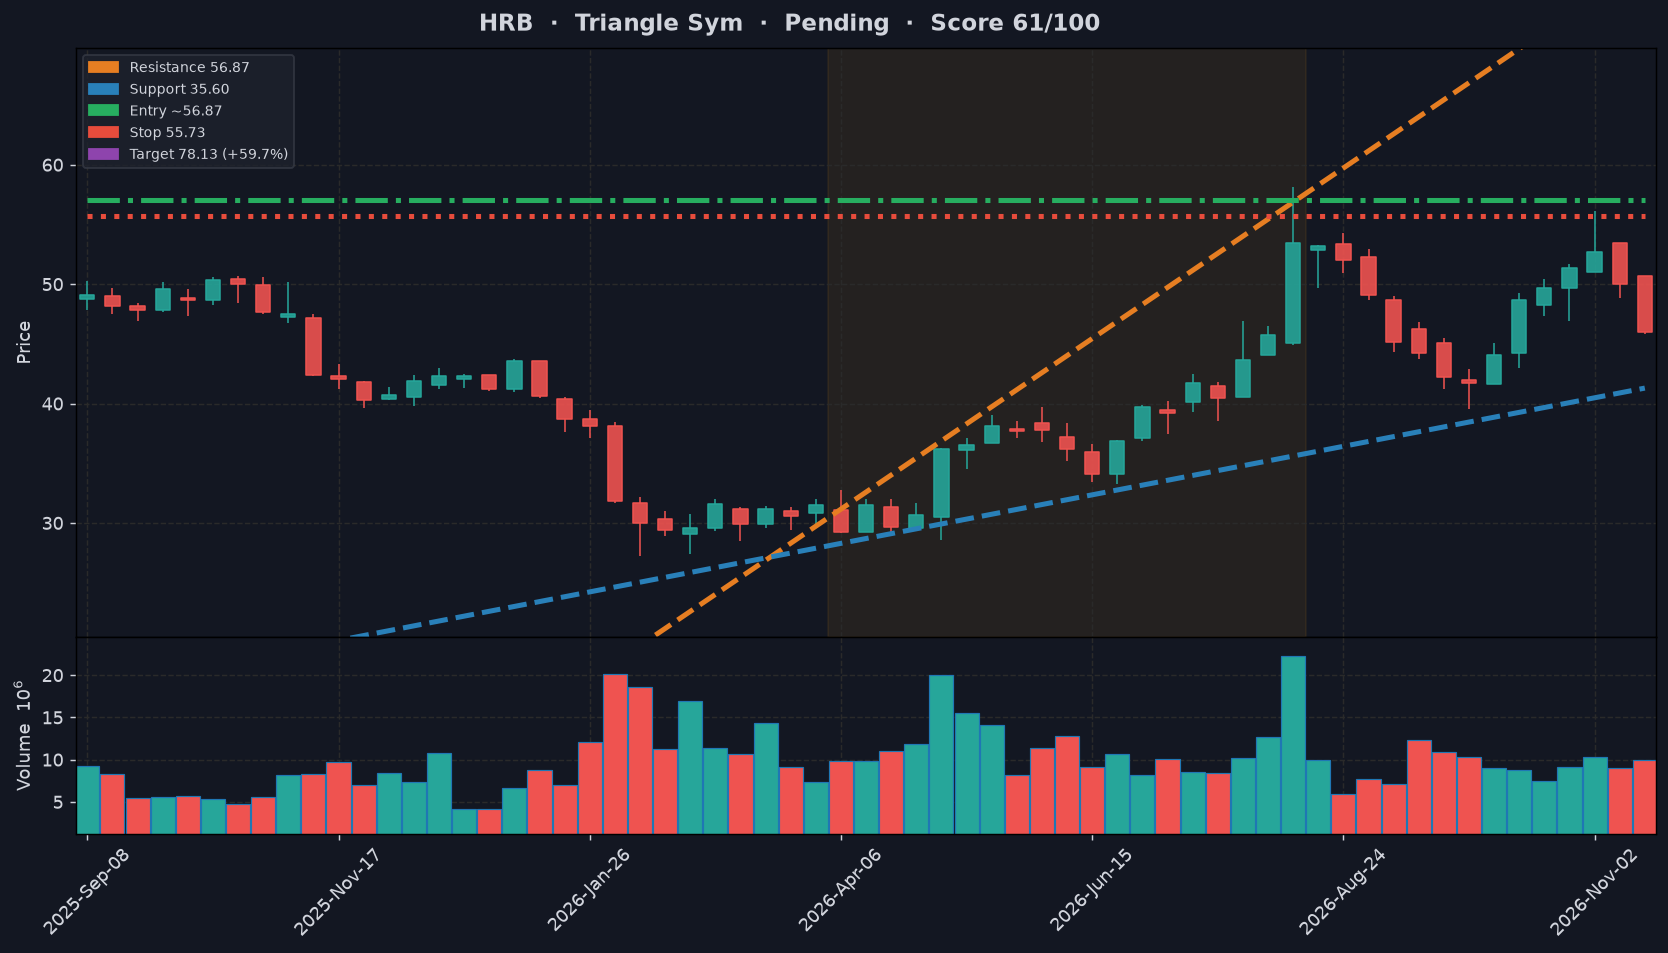 HRB  ·  Triangle Sym  ·  Pending  ·  Score 61/100
Resistance 56.87
Support 35.60
Entry ~56.87
Stop 55.73
Target 78.13 (+59.7%)
Price
60
50
40
30
Volume 10⁶
20
15
10
5
2025-Sep-08
2025-Nov-17
2026-Jan-26
2026-Apr-06
2026-Jun-15
2026-Aug-24
2026-Nov-02